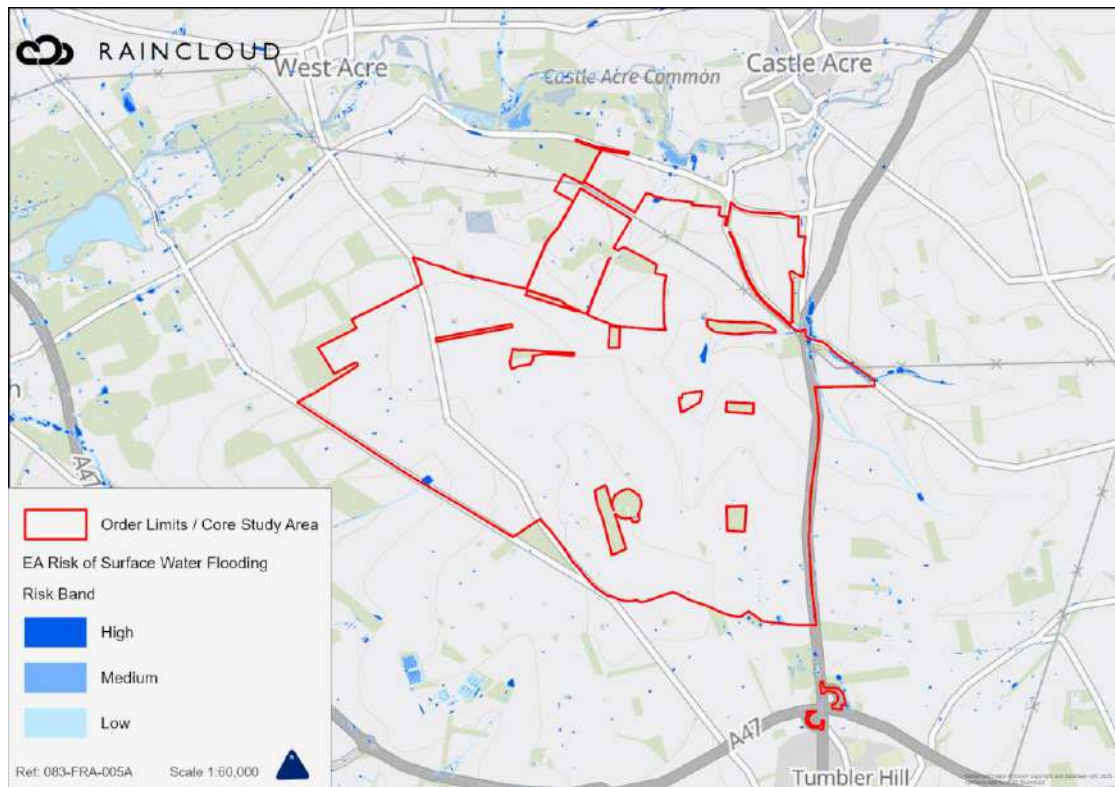 RAINCLOUD
West Acre
Castle Acre Common
Castle Acre
A47
Order Limits / Core Study Area
EA Risk of Surface Water Flooding
Risk Band
High
Medium
Low
Ref: 083-FRA-005A Scale 1:60,000
A47
Tumbler Hill